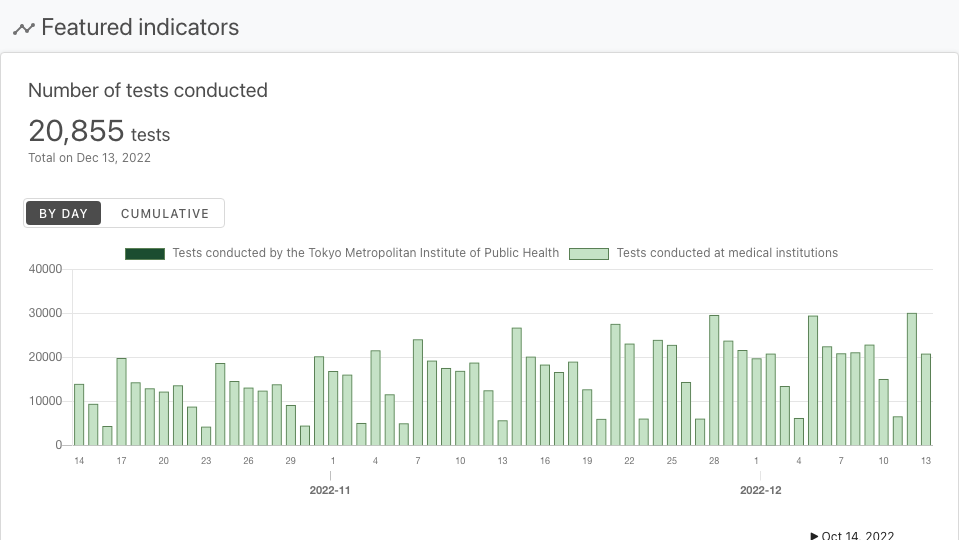 Featured indicators
Number of tests conducted
20,855 tests
Total on Dec 13, 2022
BY DAY CUMULATIVE
Tests conducted by the Tokyo Metropolitan Institute of Public Health Tests conducted at medical institutions
40000
30000
20000
10000
0
14 17 20 23 26 29 1 4 7 10 13 16 19 22 25 28 1 4 7 10 13
2022-11 2022-12
▶ Oct 14, 2022